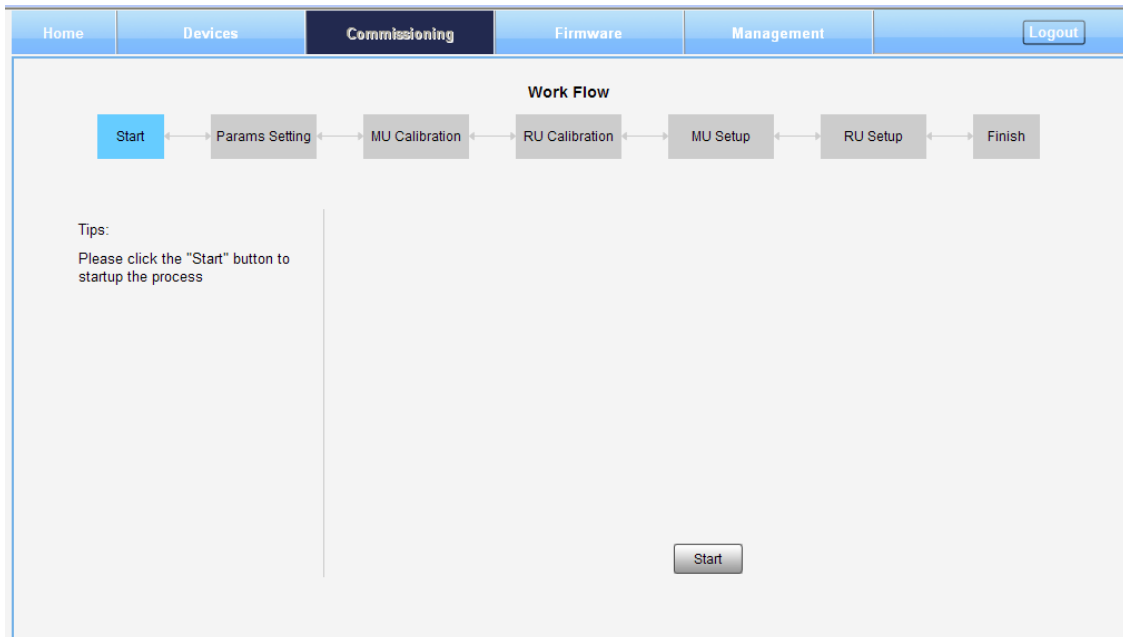 Home Devices Commissioning Firmware Management Logout
Work Flow
Start Params Setting MU Calibration RU Calibration MU Setup RU Setup Finish
Tips:
Please click the "Start" button to
startup the process
Start